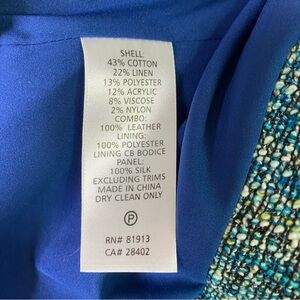 SHELL:
43% COTTON
22% LINEN
13% POLYESTER
12% ACRYLIC
8% VISCOSE
2% NYLON
COMBO:
100% LEATHER
LINING:
100% POLYESTER
LINING CB BODICE
PANEL:
100% SILK
EXCLUDING TRIMS
MADE IN CHINA
DRY CLEAN ONLY
P
RN# 81913
CA# 28402